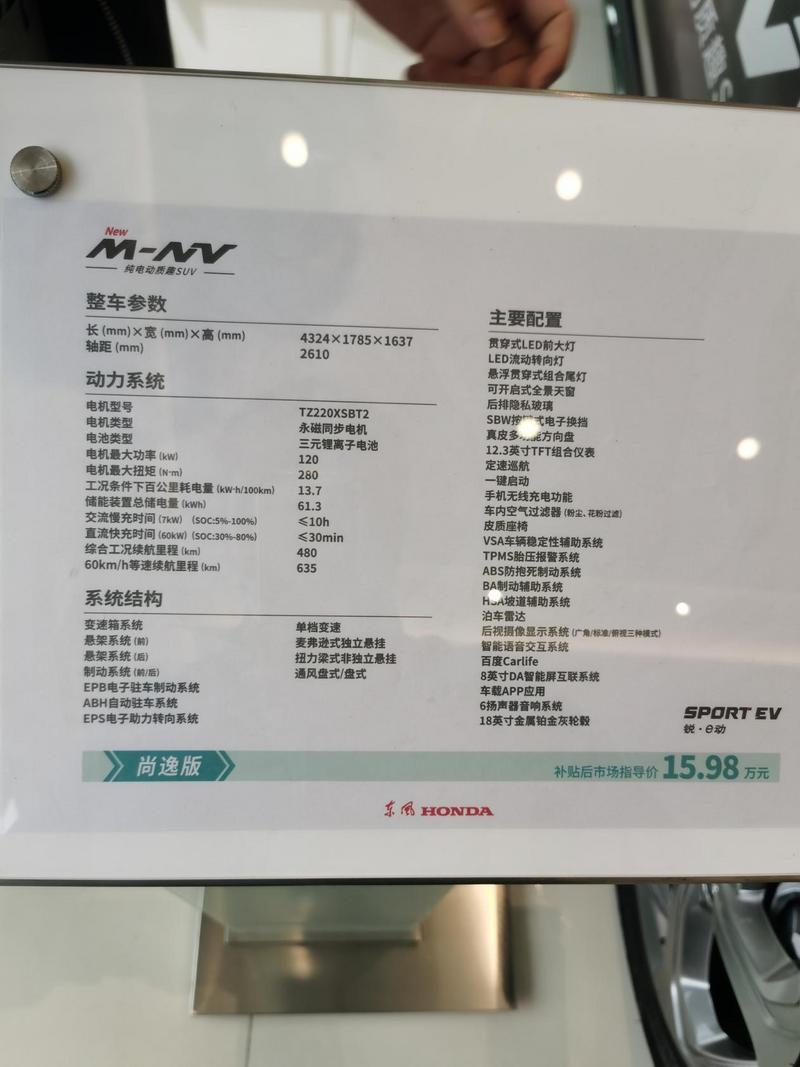 New
M-NV
纯电动质趣SUV
整车参数
长 (mm)×宽 (mm)×高 (mm) 4324×1785×1637
轴距 (mm) 2610
动力系统
电机型号 TZ220XSBT2
电机类型 永磁同步电机
电池类型 三元锂离子电池
电机最大功率 (kW) 120
电机最大扭矩 (N·m) 280
工况条件下百公里耗电量 (kW·h/100km) 13.7
储能装置总储电量 (kWh) 61.3
交流慢充时间 (7kW) (SOC:5%-100%) ≤10h
直流快充时间 (60kW) (SOC:30%-80%) ≤30min
综合工况续航里程 (km) 480
60km/h等速续航里程 (km) 635
系统结构
变速箱系统 单档变速
悬架系统 (前) 麦弗逊式独立悬挂
悬架系统 (后) 扭力梁式非独立悬挂
制动系统 (前/后) 通风盘式/盘式
EPB电子驻车制动系统
ABH自动驻车系统
EPS电子助力转向系统
主要配置
贯穿式LED前大灯
LED流动转向灯
悬浮贯穿式组合尾灯
可开启式全景天窗
后排隐私玻璃
SBW按键式电子换挡
真皮多功能方向盘
12.3英寸TFT组合仪表
定速巡航
一键启动
手机无线充电功能
车内空气过滤器 (粉尘、花粉过滤)
皮质座椅
VSA车辆稳定性辅助系统
TPMS胎压报警系统
ABS防抱死制动系统
BA制动辅助系统
HSA坡道辅助系统
泊车雷达
后视摄像显示系统 (广角/标准/俯视三种模式)
智能语音交互系统
百度Carlife
8英寸DA智能屏互联系统
车载APP应用
6扬声器音响系统
18英寸金属铂金灰轮毂
SPORT EV
锐·e动
尚逸版
补贴后市场指导价 15.98 万元
东风 HONDA